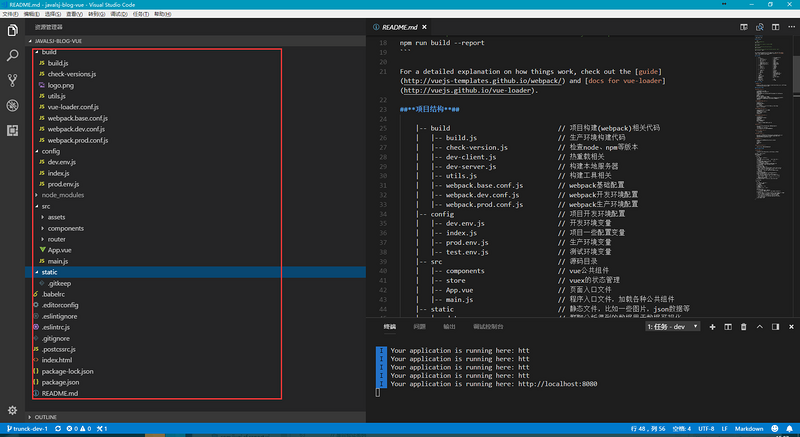 README.md - javalsj-blog-vue - Visual Studio Code
文件(F) 编辑(E) 选择(S) 查看(V) 转到(G) 调试(D) 任务(T) 帮助(H)
资源管理器
JAVALSJ-BLOG-VUE
build
build.js
check-versions.js
logo.png
utils.js
vue-loader.conf.js
webpack.base.conf.js
webpack.dev.conf.js
webpack.prod.conf.js
config
dev.env.js
index.js
prod.env.js
node_modules
src
assets
components
router
App.vue
main.js
static
.gitkeep
.babelrc
.editorconfig
.eslintignore
.eslintrc.js
.gitignore
.postcssrc.js
index.html
package-lock.json
package.json
README.md
OUTLINE
README.md
18 npm run build --report
19 ```
20
21 For a detailed explanation on how things work, check out the [guide]
(http://vuejs-templates.github.io/webpack/) and [docs for vue-loader]
(http://vuejs.github.io/vue-loader).
22
23 ##**项目结构**##
24
25 |-- build // 项目构建(webpack)相关代码
26 | |-- build.js // 生产环境构建代码
27 | |-- check-version.js // 检查node、npm等版本
28 | |-- dev-client.js // 热重载相关
29 | |-- dev-server.js // 构建本地服务器
30 | |-- utils.js // 构建工具相关
31 | |-- webpack.base.conf.js // webpack基础配置
32 | |-- webpack.dev.conf.js // webpack开发环境配置
33 | |-- webpack.prod.conf.js // webpack生产环境配置
34 |-- config // 项目开发环境配置
35 | |-- dev.env.js // 开发环境变量
36 | |-- index.js // 项目一些配置变量
37 | |-- prod.env.js // 生产环境变量
38 | |-- test.env.js // 测试环境变量
39 |-- src // 源码目录
40 | |-- components // vue公共组件
41 | |-- store // vuex的状态管理
42 | |-- App.vue // 页面入口文件
43 | |-- main.js // 程序入口文件，加载各种公共组件
44 |-- static // 静态文件，比如一些图片，json数据等
终端 问题 输出 调试控制台
1: 任务 - dev
I Your application is running here: htt
I Your application is running here: htt
I Your application is running here: htt
I Your application is running here: htt
I Your application is running here: http://localhost:8080
trunck-dev-1 0 0 1
行 48，列 56 空格: 4 UTF-8 LF Markdown